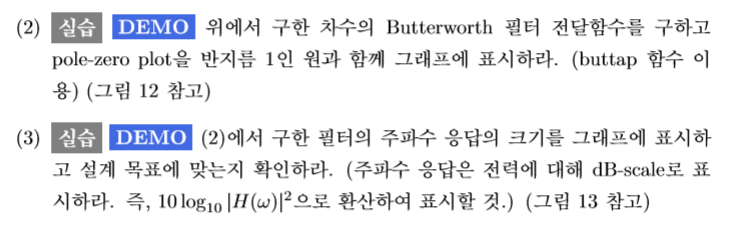 (2) 실습 DEMO 위에서 구한 차수의 Butterworth 필터 전달함수를 구하고
pole-zero plot을 반지름 1인 원과 함께 그래프에 표시하라. (buttap 함수 이
용) (그림 12 참고)
(3) 실습 DEMO (2)에서 구한 필터의 주파수 응답의 크기를 그래프에 표시하
고 설계 목표에 맞는지 확인하라. (주파수 응답은 전력에 대해 dB-scale로 표
시하라. 즉, 10 log₁₀ |H(ω)|²으로 환산하여 표시할 것.) (그림 13 참고)